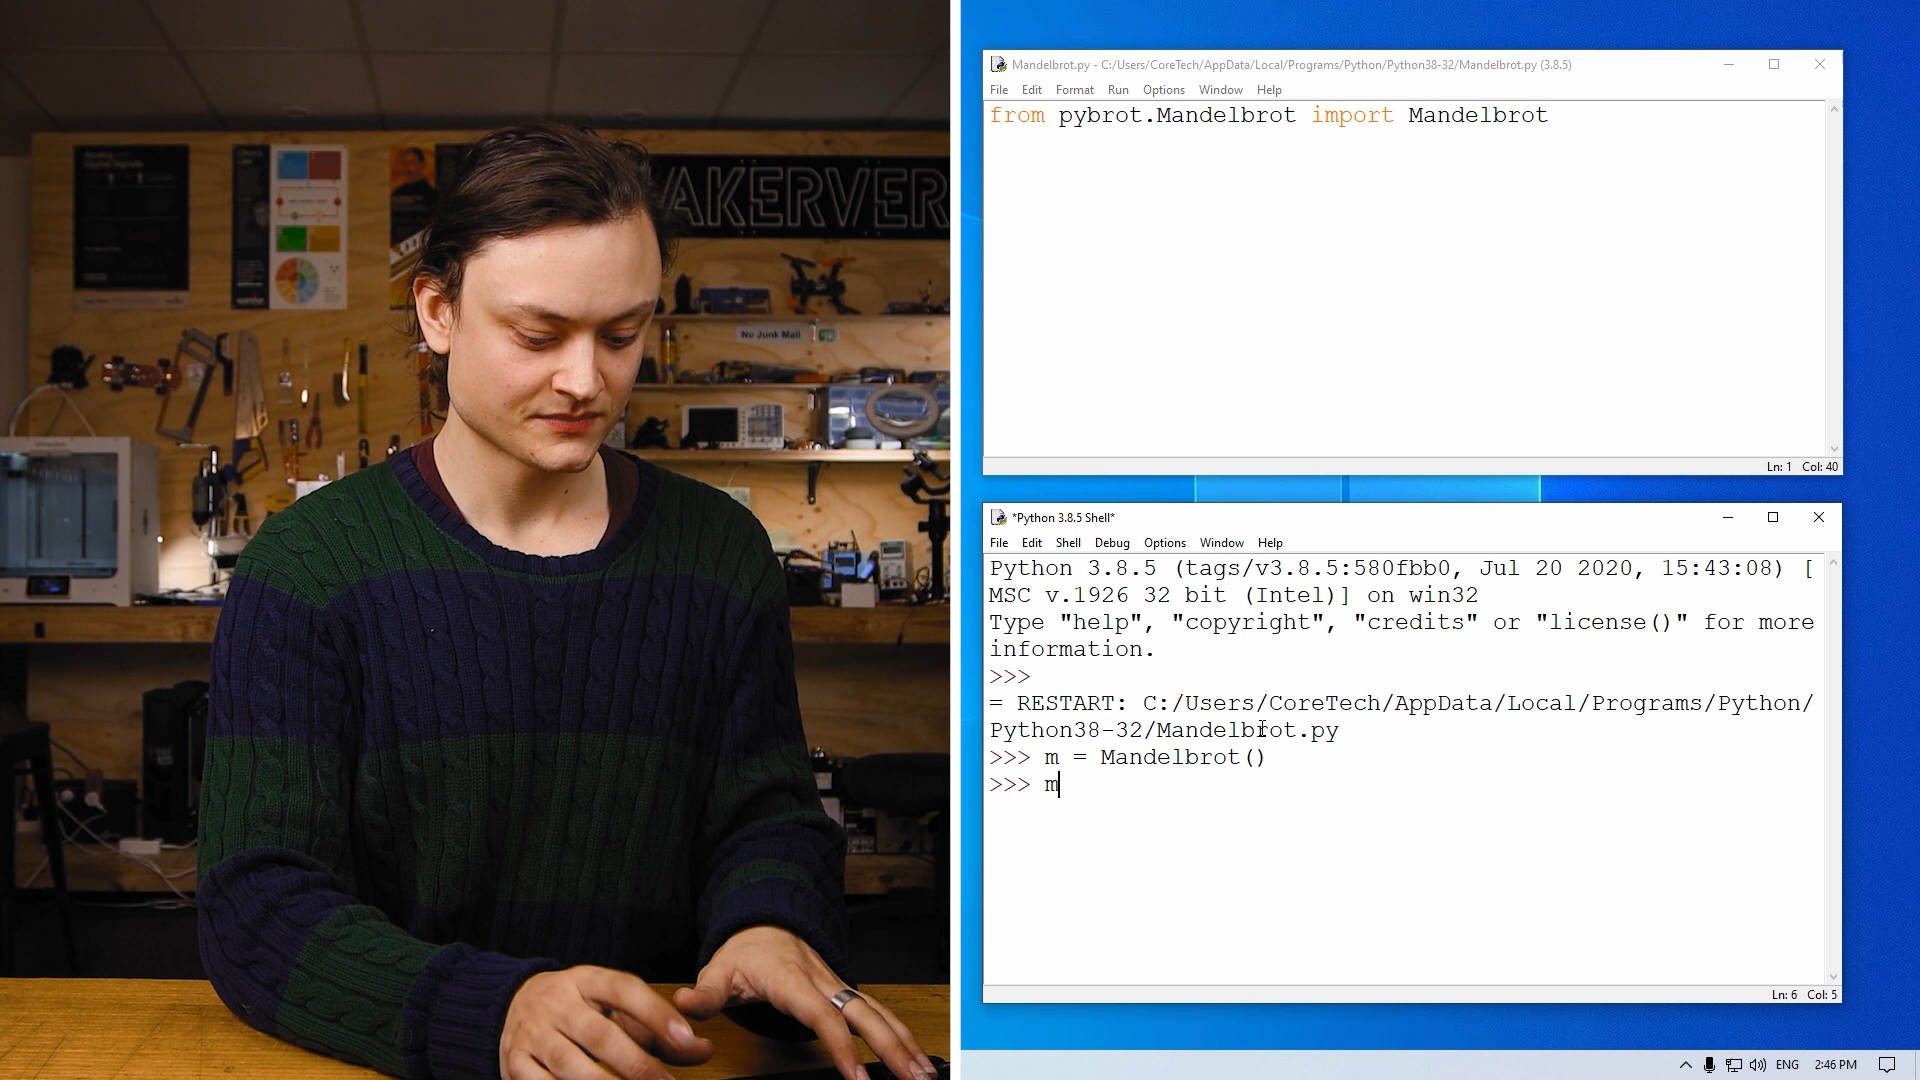 AKERVER
No Junk Mail
Mandelbrot.py - C:/Users/CoreTech/AppData/Local/Programs/Python/Python38-32/Mandelbrot.py (3.8.5)
File Edit Format Run Options Window Help
from pybrot.Mandelbrot import Mandelbrot
Ln: 1 Col: 40
*Python 3.8.5 Shell*
File Edit Shell Debug Options Window Help
Python 3.8.5 (tags/v3.8.5:580fbb0, Jul 20 2020, 15:43:08) [
MSC v.1926 32 bit (Intel)] on win32
Type "help", "copyright", "credits" or "license()" for more
information.
>>>
= RESTART: C:/Users/CoreTech/AppData/Local/Programs/Python/
Python38-32/Mandelbrot.py
>>> m = Mandelbrot()
>>> m
Ln: 6 Col: 5
ENG 2:46 PM